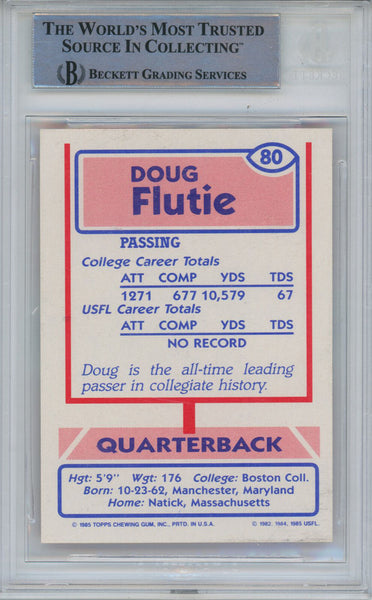 THE WORLD'S MOST TRUSTED
SOURCE IN COLLECTING™
B BECKETT GRADING SERVICES
80
DOUG
Flutie
PASSING
College Career Totals
ATT COMP YDS TDS
1271 677 10,579 67
USFL Career Totals
ATT COMP YDS TDS
NO RECORD
Doug is the all-time leading
passer in collegiate history.
QUARTERBACK
Hgt: 5'9" Wgt: 176 College: Boston Coll.
Born: 10-23-62, Manchester, Maryland
Home: Natick, Massachusetts
© 1985 TOPPS CHEWING GUM, INC., PRTD. IN U.S.A. © 1982, 1984, 1985 USFL.